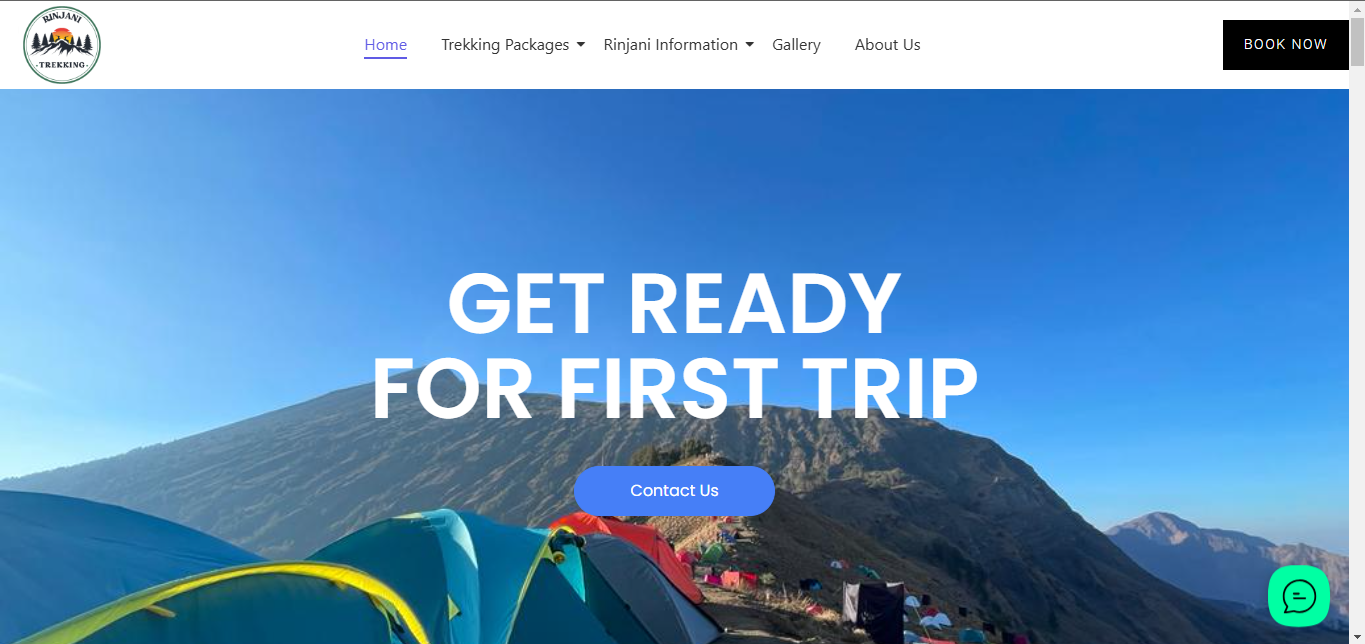 RINJANI
TREKKING
Home
Trekking Packages
Rinjani Information
Gallery
About Us
BOOK NOW
GET READY
FOR FIRST TRIP
Contact Us